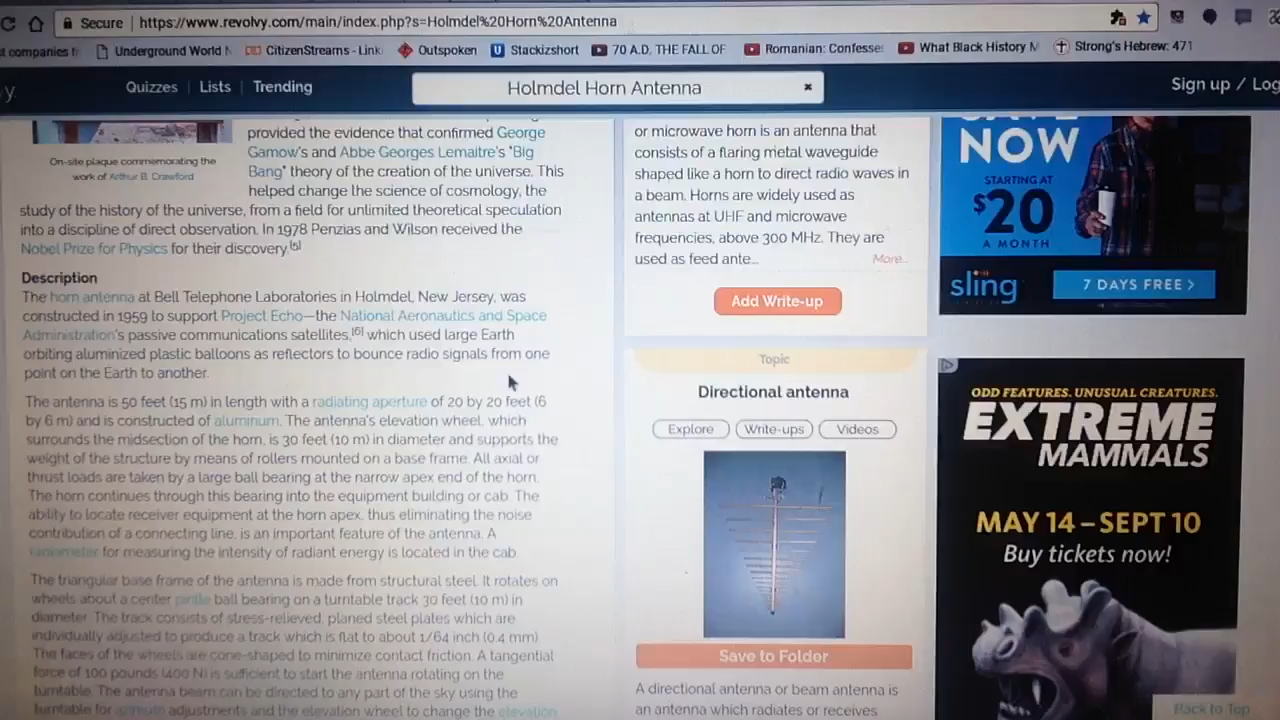 Secure https://www.revolvy.com/main/index.php?s=Holmdel%20Horn%20Antenna
st companies
Underground World N
CitizenStreams - Link
Outspoken
Stackizshort
70 A.D. THE FALL OF
Romanian: Confesse
What Black History M
Strong's Hebrew: 471
y.
Quizzes
Lists
Trending
Holmdel Horn Antenna
Sign up / Log
On-site plaque commemorating the
work of Arthur B. Crawford
provided the evidence that confirmed George
Gamow's and Abbe Georges Lemaitre's "Big
Bang" theory of the creation of the universe. This
helped change the science of cosmology, the
study of the history of the universe, from a field for unlimited theoretical speculation
into a discipline of direct observation. In 1978 Penzias and Wilson received the
Nobel Prize for Physics for their discovery.[5]
Description
The horn antenna at Bell Telephone Laboratories in Holmdel, New Jersey, was
constructed in 1959 to support Project Echo—the National Aeronautics and Space
Administration's passive communications satellites,[6] which used large Earth
orbiting aluminized plastic balloons as reflectors to bounce radio signals from one
point on the Earth to another.
The antenna is 50 feet (15 m) in length with a radiating aperture of 20 by 20 feet (6
by 6 m) and is constructed of aluminum. The antenna's elevation wheel, which
surrounds the midsection of the horn, is 30 feet (10 m) in diameter and supports the
weight of the structure by means of rollers mounted on a base frame. All axial or
thrust loads are taken by a large ball bearing at the narrow apex end of the horn.
The horn continues through this bearing into the equipment building or cab. The
ability to locate receiver equipment at the horn apex, thus eliminating the noise
contribution of a connecting line, is an important feature of the antenna. A
radiometer for measuring the intensity of radiant energy is located in the cab.
The triangular base frame of the antenna is made from structural steel. It rotates on
wheels about a center pintle ball bearing on a turntable track 30 feet (10 m) in
diameter. The track consists of stress-relieved, planed steel plates which are
individually adjusted to produce a track which is flat to about 1/64 inch (0.4 mm).
The faces of the wheels are cone-shaped to minimize contact friction. A tangential
force of 100 pounds (400 N) is sufficient to start the antenna rotating on the
turntable. The antenna beam can be directed to any part of the sky using the
turntable for azimuth adjustments and the elevation wheel to change the elevation
or microwave horn is an antenna that
consists of a flaring metal waveguide
shaped like a horn to direct radio waves in
a beam. Horns are widely used as
antennas at UHF and microwave
frequencies, above 300 MHz. They are
used as feed ante...
More...
Add Write-up
Topic
Directional antenna
Explore
Write-ups
Videos
Save to Folder
A directional antenna or beam antenna is
an antenna which radiates or receives
SAVE
NOW
STARTING AT
$20
A MONTH
sling
7 DAYS FREE >
ODD FEATURES. UNUSUAL CREATURES.
EXTREME
MAMMALS
MAY 14 – SEPT 10
Buy tickets now!
Back to Top